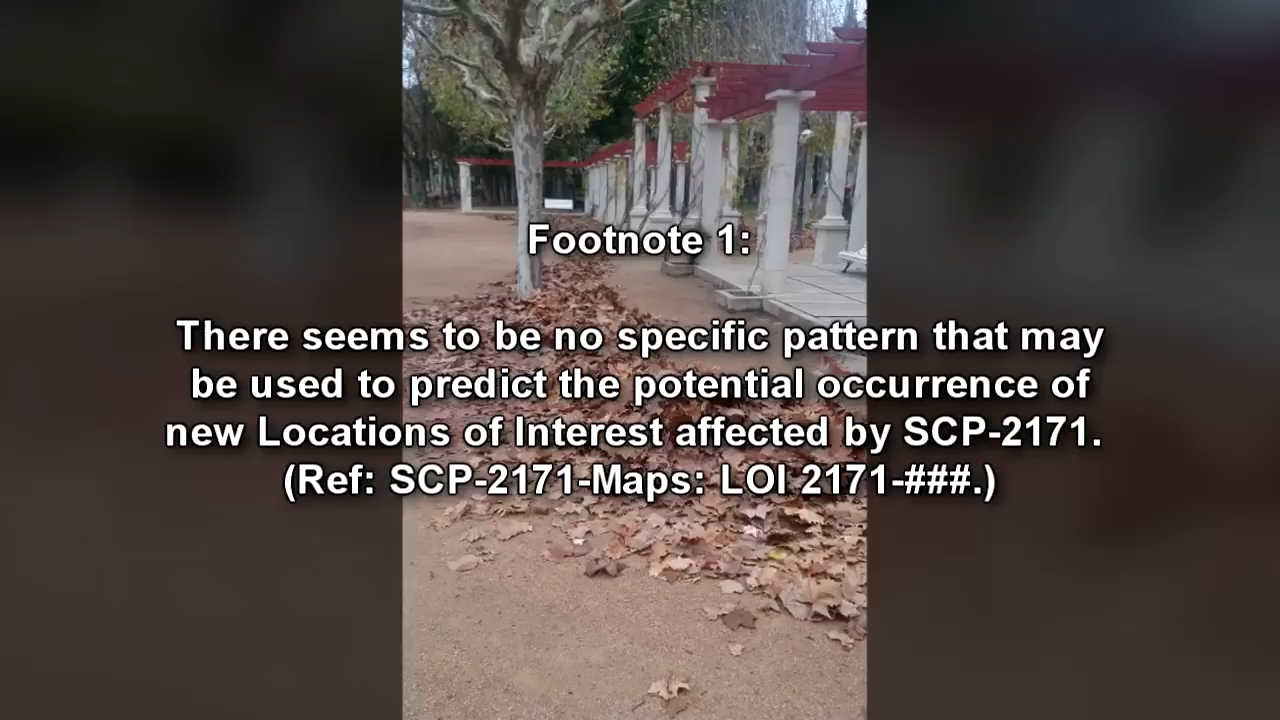 Footnote 1:
There seems to be no specific pattern that may
be used to predict the potential occurrence of
new Locations of Interest affected by SCP-2171.
(Ref: SCP-2171-Maps: LOI 2171-###.)